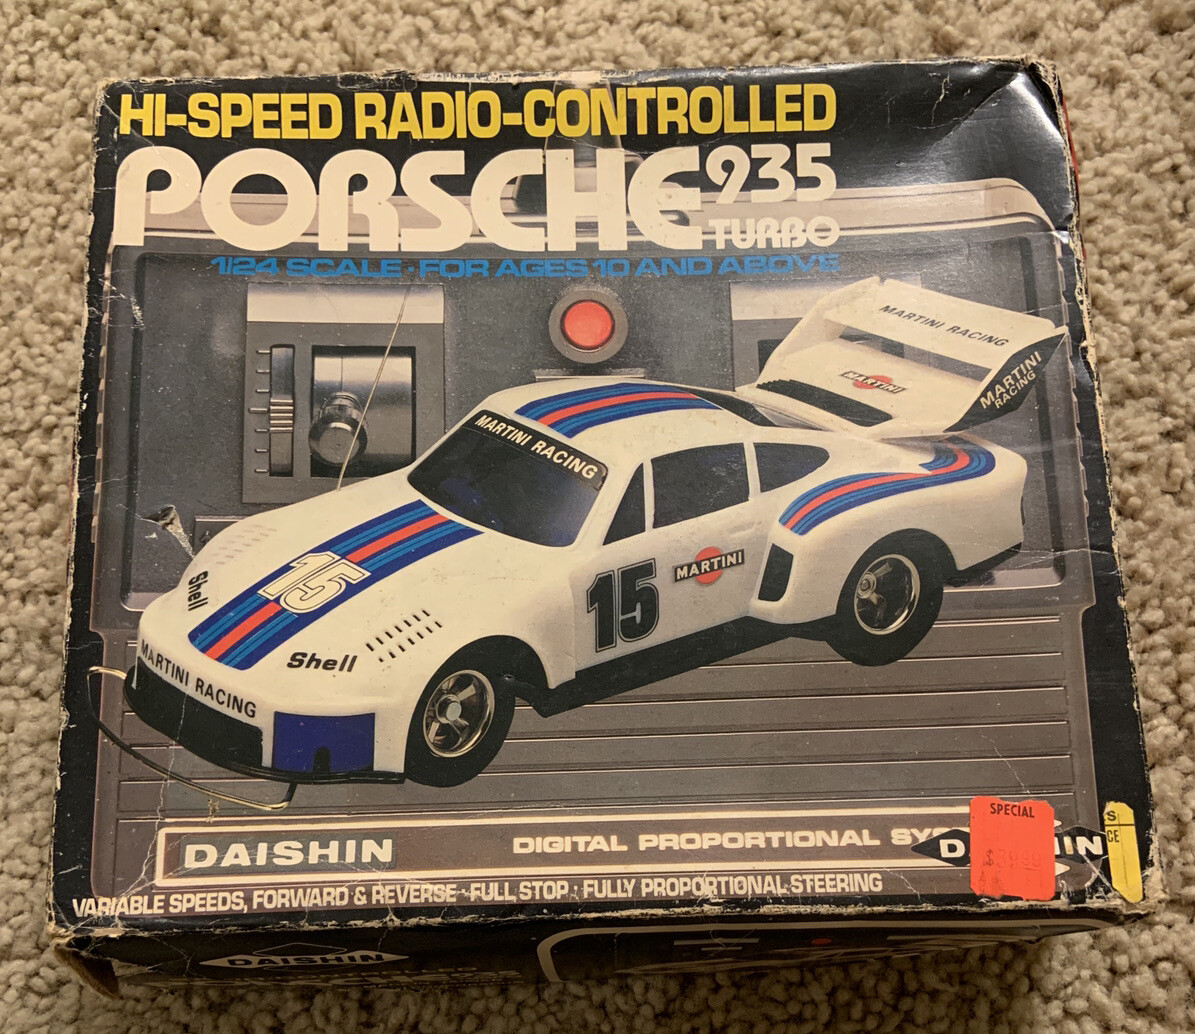 HI-SPEED RADIO-CONTROLLED
PORSCHE 935
TURBO
1/24 SCALE · FOR AGES 10 AND ABOVE
MARTINI RACING
MARTINI
MARTINI
RACING
MARTINI RACING
15
15
MARTINI
Shell
Shell
MARTINI RACING
SPECIAL
DAISHIN
DIGITAL PROPORTIONAL
VARIABLE SPEEDS, FORWARD & REVERSE · FULL STOP · FULLY PROPORTIONAL STEERING
DAISHIN